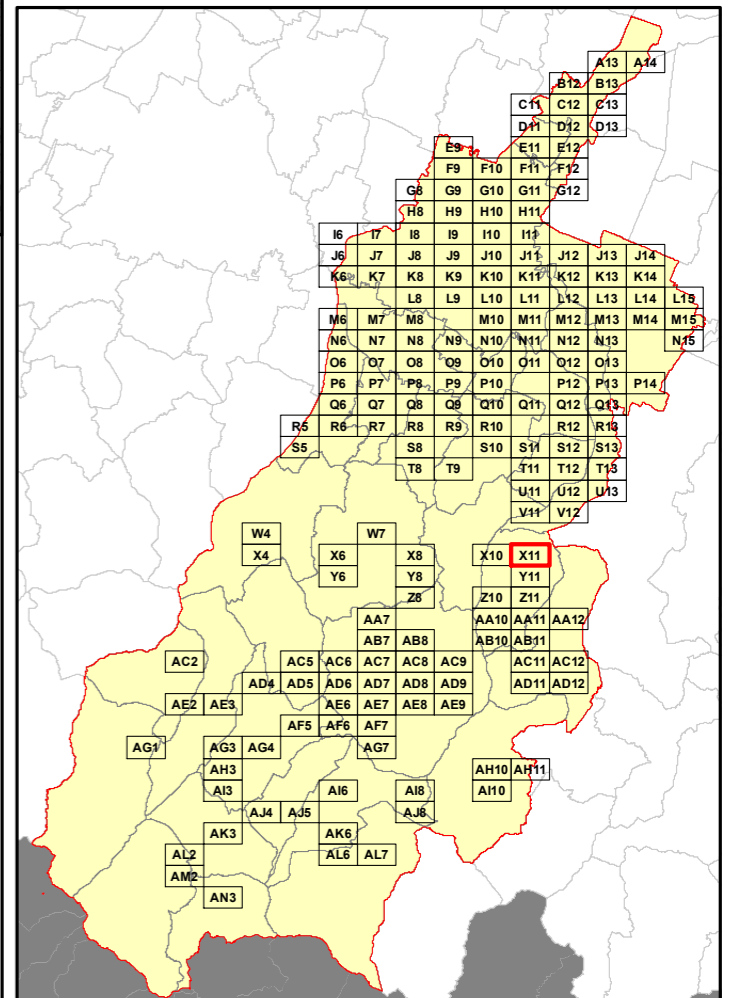 A13 A14
B12 B13
C11 C12 C13
D11 D12 D13
E9 E11 E12
F9 F10 F11 F12
G8 G9 G10 G11 G12
H8 H9 H10 H11
I6 I7 I8 I9 I10 I11
J6 J7 J8 J9 J10 J11 J12 J13 J14
K6 K7 K8 K9 K10 K11 K12 K13 K14
L8 L9 L10 L11 L12 L13 L14 L15
M6 M7 M8 M10 M11 M12 M13 M14 M15
N6 N7 N8 N9 N10 N11 N12 N13 N15
O6 O7 O8 O9 O10 O11 O12 O13
P6 P7 P8 P9 P10 P12 P13 P14
Q6 Q7 Q8 Q9 Q10 Q11 Q12 Q13
R5 R6 R7 R8 R9 R10 R12 R13
S5 S8 S10 S11 S12 S13
T8 T9 T11 T12 T13
U11 U12 U13
V11 V12
W4 W7
X4 X6 X8 X10 X11
Y6 Y8 Y11
Z8 Z10 Z11
AA7 AA10 AA11 AA12
AB7 AB8 AB10 AB11
AC2 AC5 AC6 AC7 AC8 AC9 AC11 AC12
AD4 AD5 AD6 AD7 AD8 AD9 AD11 AD12
AE2 AE3 AE6 AE7 AE8 AE9
AF5 AF6 AF7
AG1 AG3 AG4 AG7
AH3 AH10 AH11
AI3 AI6 AI8 AI10
AJ4 AJ5 AJ8
AK3 AK6
AL2 AL6 AL7
AM2
AN3